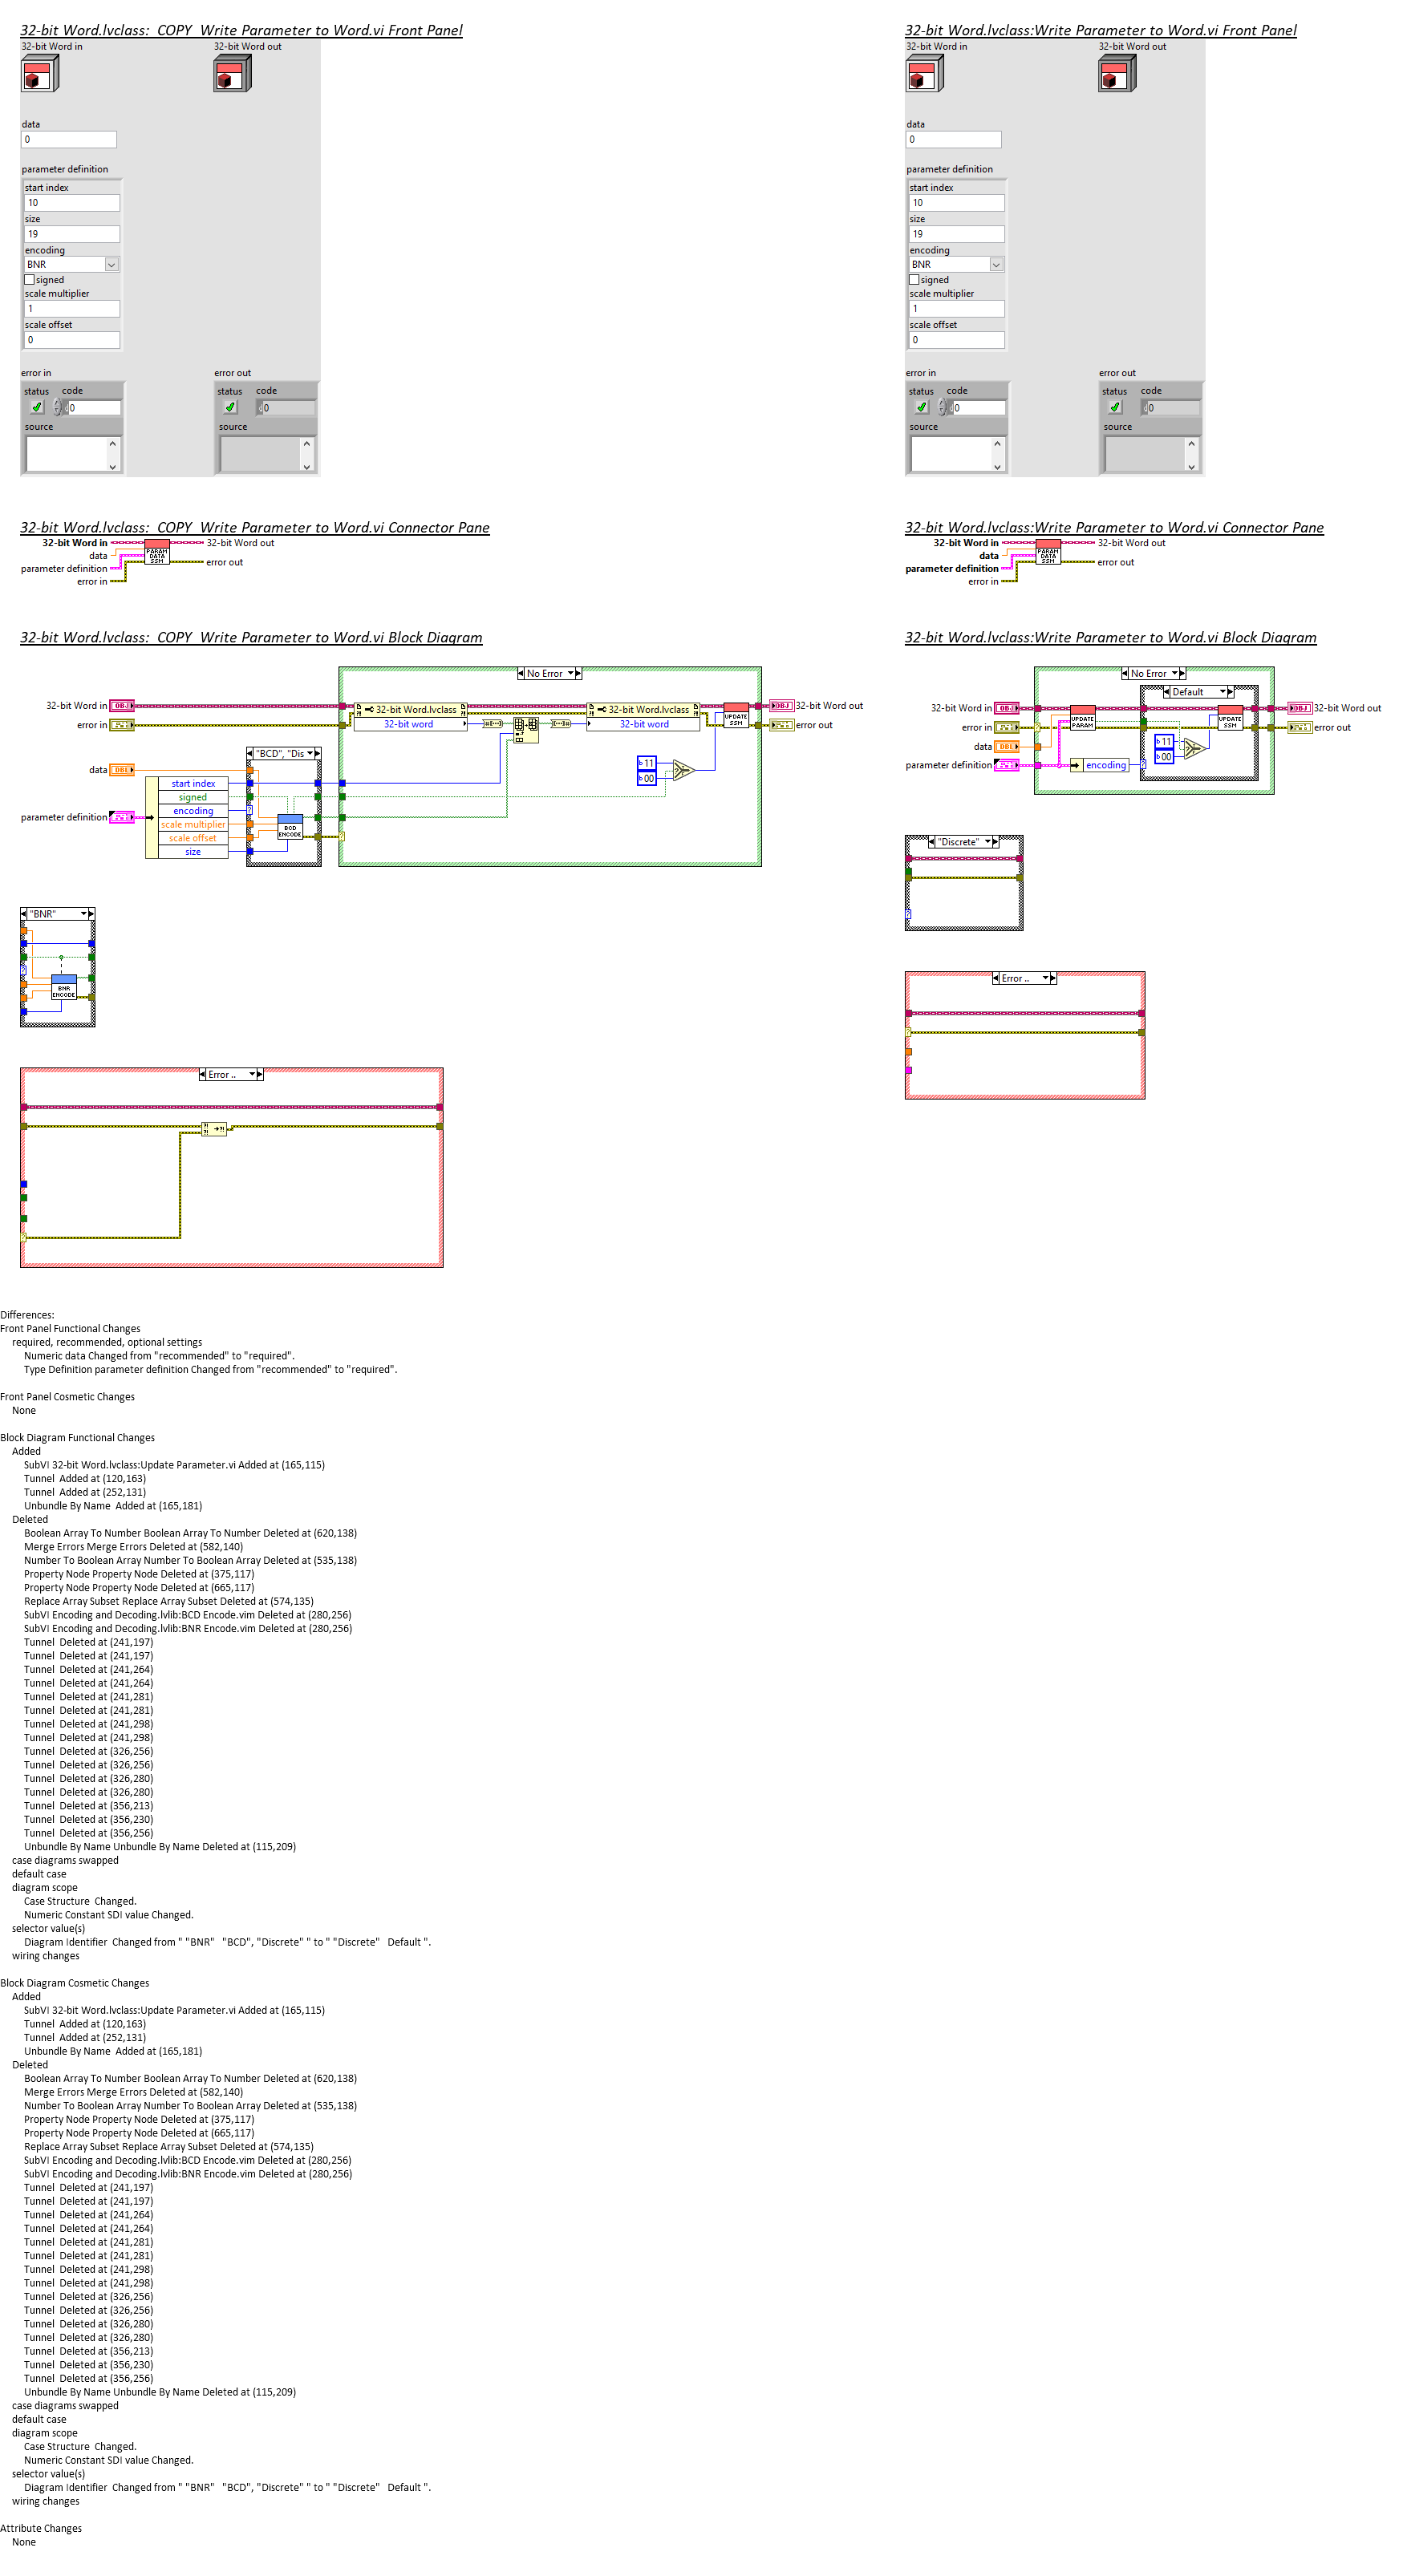 32-bit Word.lvclass:  COPY  Write Parameter to Word.vi Front Panel
32-bit Word in
32-bit Word out
data
0
parameter definition
start index
10
size
19
encoding
BNR
signed
scale multiplier
1
scale offset
0
error in
error out
status
code
0
status
code
0
source
source
32-bit Word.lvclass:Write Parameter to Word.vi Front Panel
32-bit Word in
32-bit Word out
data
0
parameter definition
start index
10
size
19
encoding
BNR
signed
scale multiplier
1
scale offset
0
error in
error out
status
code
0
status
code
0
source
source
32-bit Word.lvclass:  COPY  Write Parameter to Word.vi Connector Pane
32-bit Word in
data
parameter definition
error in
PARAM
DATA
SSM
32-bit Word out
error out
32-bit Word.lvclass:Write Parameter to Word.vi Connector Pane
32-bit Word in
data
parameter definition
error in
PARAM
DATA
SSM
32-bit Word out
error out
32-bit Word.lvclass:  COPY  Write Parameter to Word.vi Block Diagram
No Error
32-bit Word in
OBJ
error in
32-bit Word.lvclass
32-bit word
32-bit Word.lvclass
32-bit word
UPDATE
SSM
OBJ
32-bit Word out
error out
"BCD", "Dis
data
DBL
start index
signed
encoding
scale multiplier
scale offset
size
parameter definition
BCD
ENCODE
b 11
b 00
"BNR"
BNR
ENCODE
Error ..
32-bit Word.lvclass:Write Parameter to Word.vi Block Diagram
No Error
Default
32-bit Word in
OBJ
error in
data
DBL
parameter definition
UPDATE
PARAM
encoding
b 11
b 00
UPDATE
SSM
OBJ
32-bit Word out
error out
"Discrete"
Error ..
Differences:
Front Panel Functional Changes
required, recommended, optional settings
Numeric data Changed from "recommended" to "required".
Type Definition parameter definition Changed from "recommended" to "required".
Front Panel Cosmetic Changes
None
Block Diagram Functional Changes
Added
SubVI 32-bit Word.lvclass:Update Parameter.vi Added at (165,115)
Tunnel  Added at (120,163)
Tunnel  Added at (252,131)
Unbundle By Name  Added at (165,181)
Deleted
Boolean Array To Number Boolean Array To Number Deleted at (620,138)
Merge Errors Merge Errors Deleted at (582,140)
Number To Boolean Array Number To Boolean Array Deleted at (535,138)
Property Node Property Node Deleted at (375,117)
Property Node Property Node Deleted at (665,117)
Replace Array Subset Replace Array Subset Deleted at (574,135)
SubVI Encoding and Decoding.lvlib:BCD Encode.vim Deleted at (280,256)
SubVI Encoding and Decoding.lvlib:BNR Encode.vim Deleted at (280,256)
Tunnel  Deleted at (241,197)
Tunnel  Deleted at (241,197)
Tunnel  Deleted at (241,264)
Tunnel  Deleted at (241,264)
Tunnel  Deleted at (241,281)
Tunnel  Deleted at (241,281)
Tunnel  Deleted at (241,298)
Tunnel  Deleted at (241,298)
Tunnel  Deleted at (326,256)
Tunnel  Deleted at (326,256)
Tunnel  Deleted at (326,280)
Tunnel  Deleted at (326,280)
Tunnel  Deleted at (356,213)
Tunnel  Deleted at (356,230)
Tunnel  Deleted at (356,256)
Unbundle By Name Unbundle By Name Deleted at (115,209)
case diagrams swapped
default case
diagram scope
Case Structure  Changed.
Numeric Constant SDI value Changed.
selector value(s)
Diagram Identifier  Changed from " "BNR"   "BCD", "Discrete" " to " "Discrete"   Default ".
wiring changes
Block Diagram Cosmetic Changes
Added
SubVI 32-bit Word.lvclass:Update Parameter.vi Added at (165,115)
Tunnel  Added at (120,163)
Tunnel  Added at (252,131)
Unbundle By Name  Added at (165,181)
Deleted
Boolean Array To Number Boolean Array To Number Deleted at (620,138)
Merge Errors Merge Errors Deleted at (582,140)
Number To Boolean Array Number To Boolean Array Deleted at (535,138)
Property Node Property Node Deleted at (375,117)
Property Node Property Node Deleted at (665,117)
Replace Array Subset Replace Array Subset Deleted at (574,135)
SubVI Encoding and Decoding.lvlib:BCD Encode.vim Deleted at (280,256)
SubVI Encoding and Decoding.lvlib:BNR Encode.vim Deleted at (280,256)
Tunnel  Deleted at (241,197)
Tunnel  Deleted at (241,197)
Tunnel  Deleted at (241,264)
Tunnel  Deleted at (241,264)
Tunnel  Deleted at (241,281)
Tunnel  Deleted at (241,281)
Tunnel  Deleted at (241,298)
Tunnel  Deleted at (241,298)
Tunnel  Deleted at (326,256)
Tunnel  Deleted at (326,256)
Tunnel  Deleted at (326,280)
Tunnel  Deleted at (326,280)
Tunnel  Deleted at (356,213)
Tunnel  Deleted at (356,230)
Tunnel  Deleted at (356,256)
Unbundle By Name Unbundle By Name Deleted at (115,209)
case diagrams swapped
default case
diagram scope
Case Structure  Changed.
Numeric Constant SDI value Changed.
selector value(s)
Diagram Identifier  Changed from " "BNR"   "BCD", "Discrete" " to " "Discrete"   Default ".
wiring changes
Attribute Changes
None